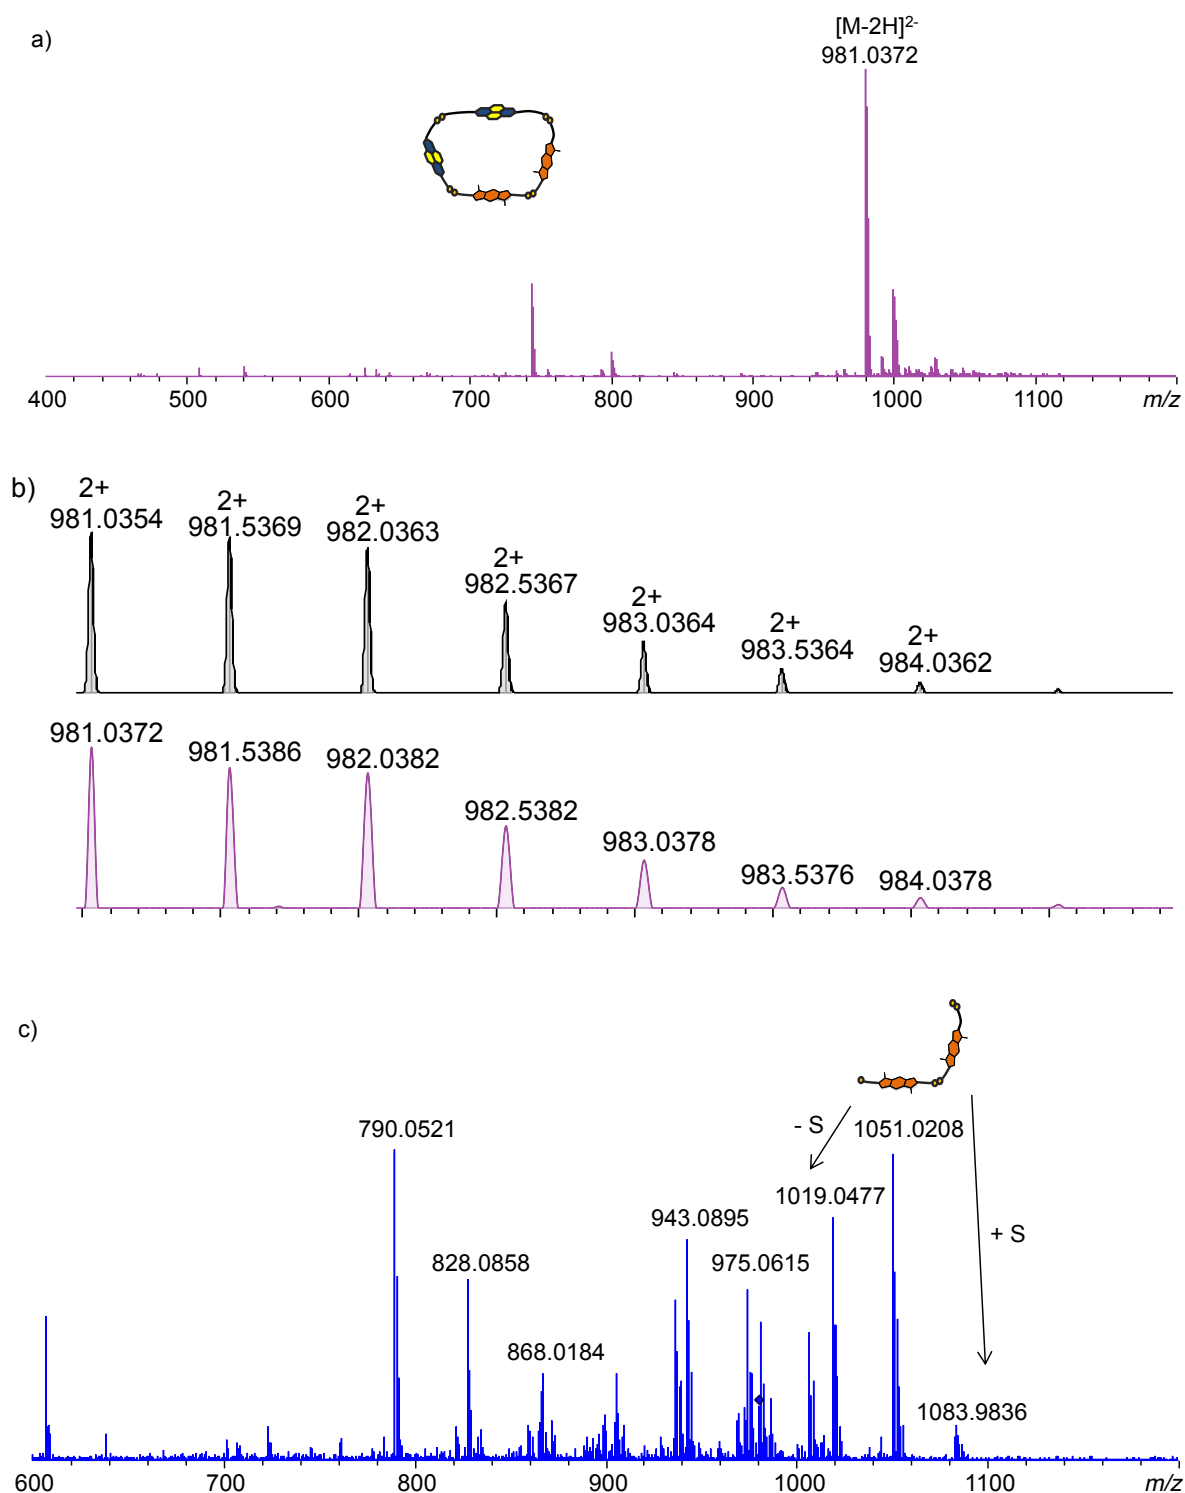 a)
[M-2H]²⁻
981.0372
400 500 600 700 800 900 1000 1100 m/z
b)
2+ 2+ 2+ 2+ 2+ 2+ 2+
981.0354 981.5369 982.0363 982.5367 983.0364 983.5364 984.0362
981.0372 981.5386 982.0382 982.5382 983.0378 983.5376 984.0378
c)
- S
+ S
790.0521 828.0858 868.0184 943.0895 975.0615 1019.0477 1051.0208 1083.9836
600 700 800 900 1000 1100 m/z